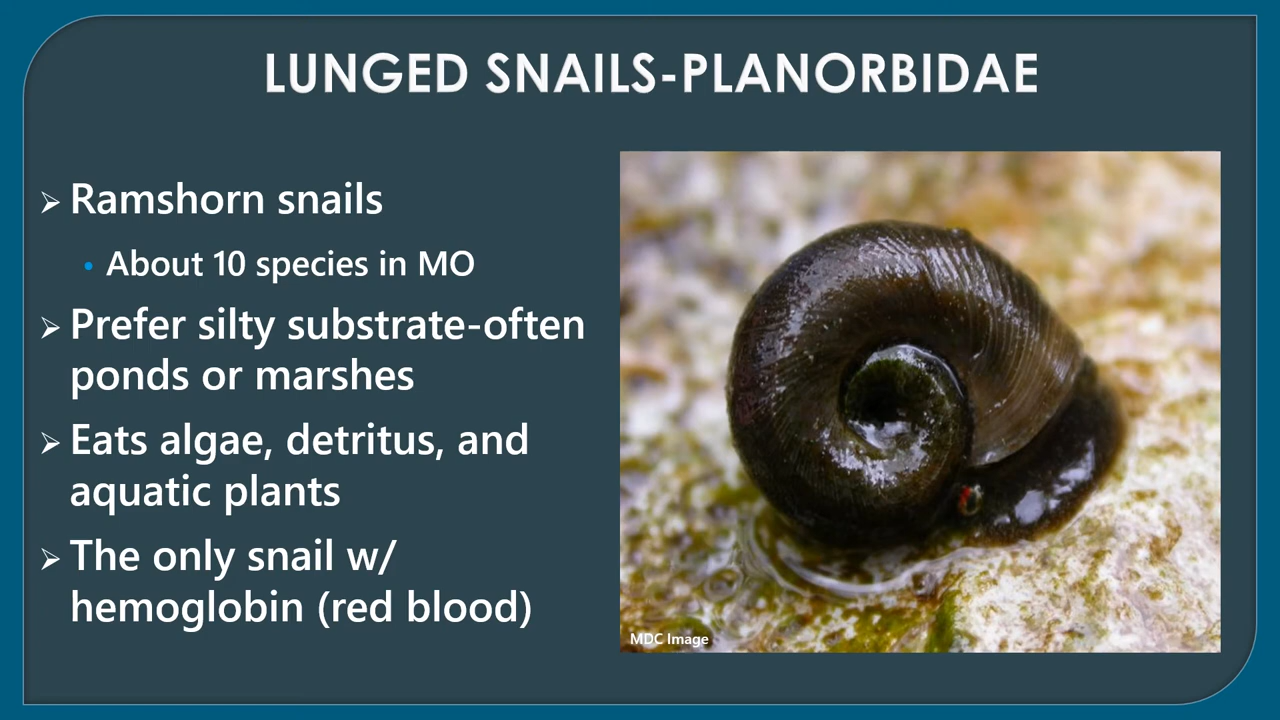 LUNGED SNAILS-PLANORBIDAE
➢ Ramshorn snails
• About 10 species in MO
➢ Prefer silty substrate-often
ponds or marshes
➢ Eats algae, detritus, and
aquatic plants
➢ The only snail w/
hemoglobin (red blood)
MDC Image